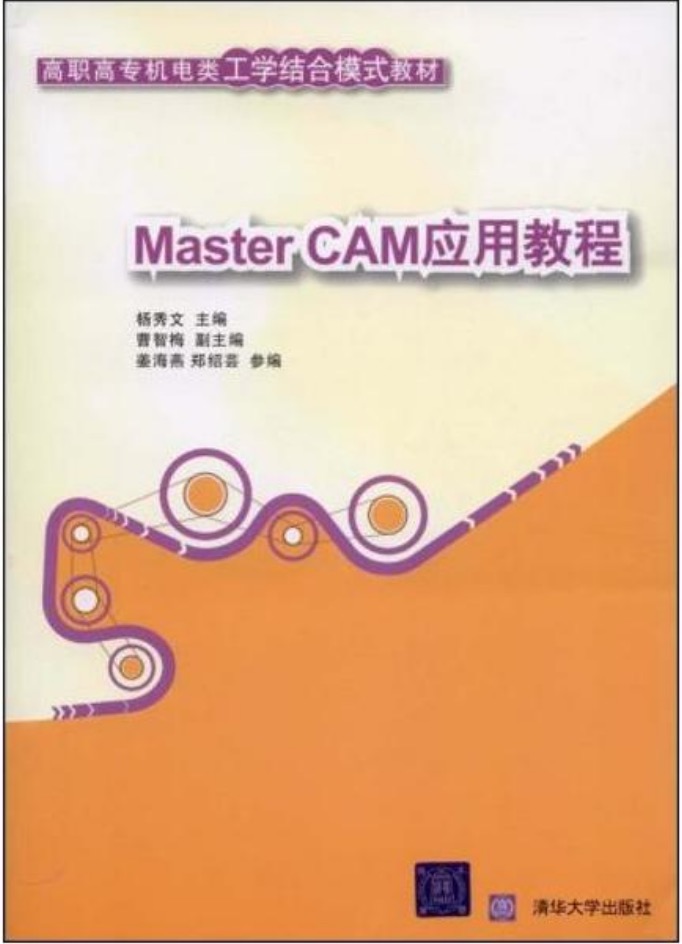 高职高专机电类工学结合模式教材
Master CAM应用教程
杨秀文 主编
曹智梅 副主编
姜海燕 郑绍芸 参编
清华大学出版社